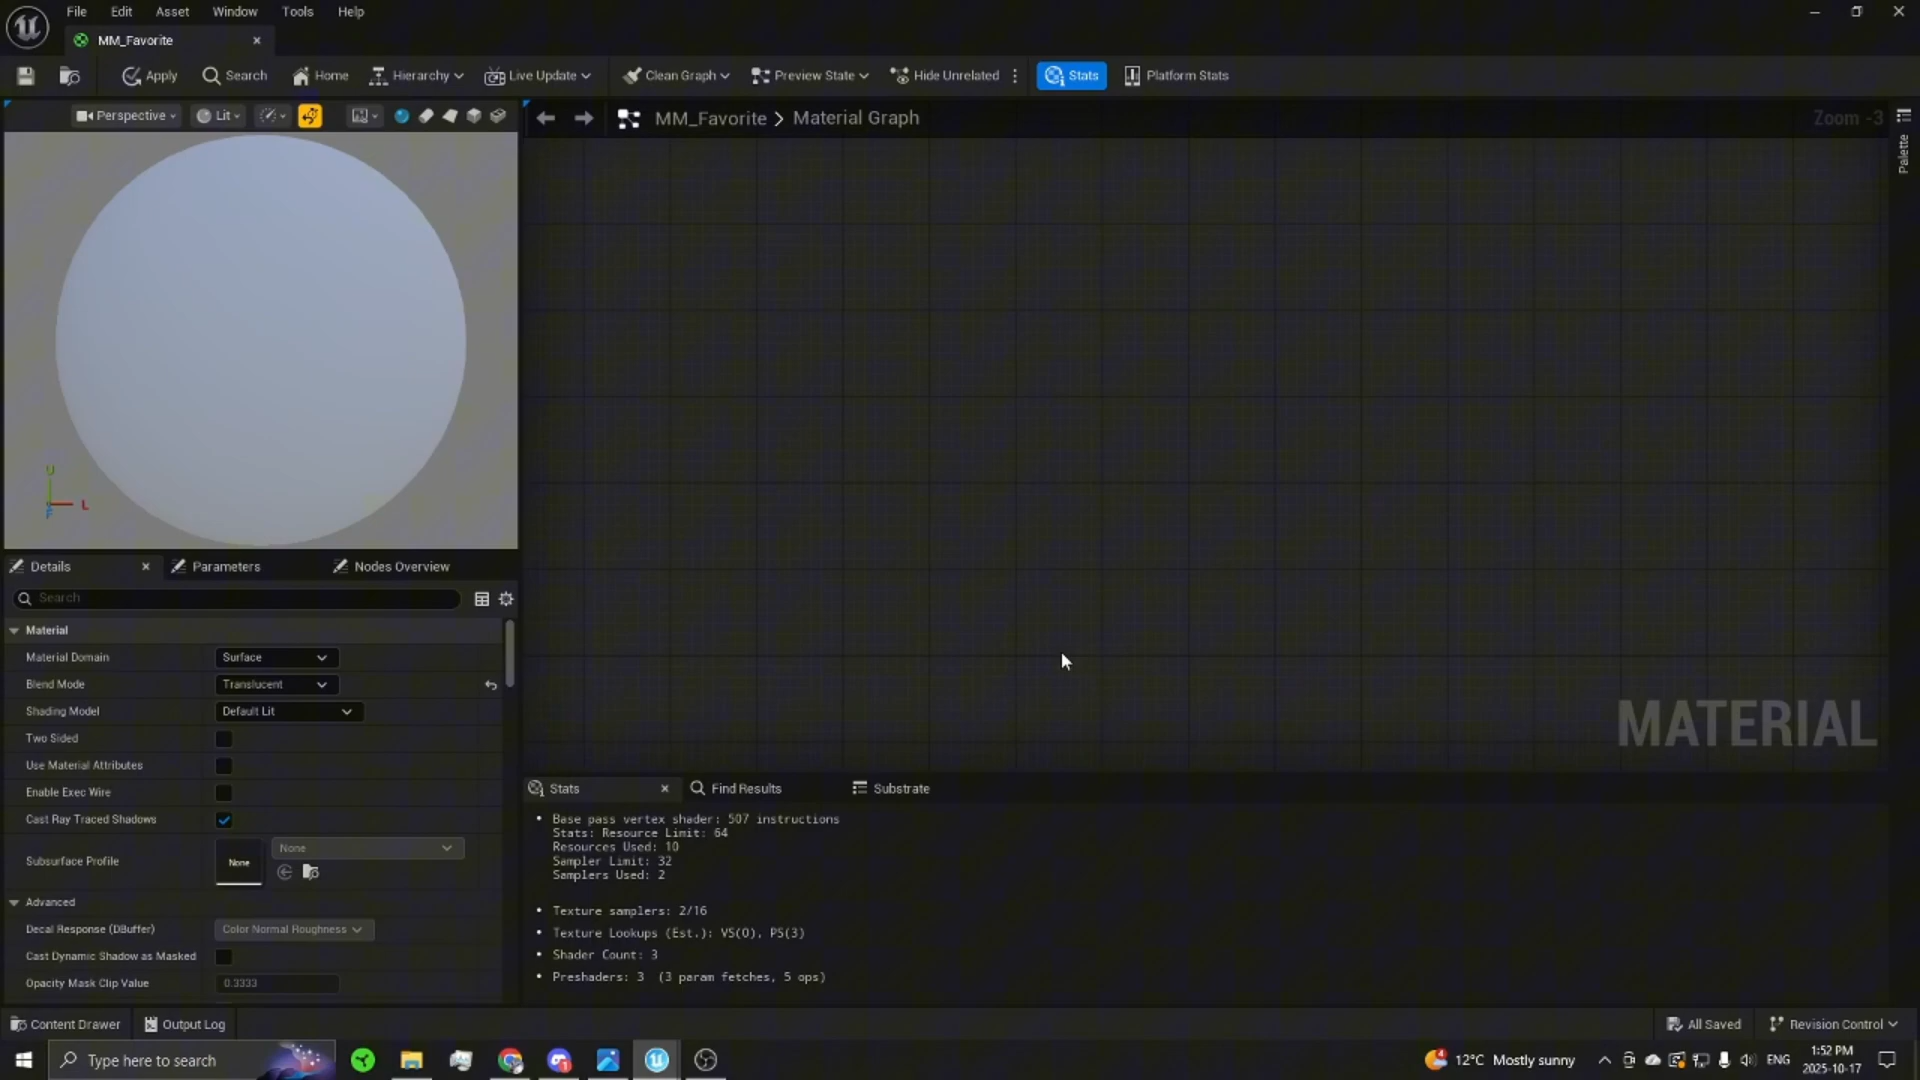 File Edit Asset Window Tools Help
MM_Favorite
Apply Search Home Hierarchy Live Update Clean Graph Preview State Hide Unrelated Stats Platform Stats
Perspective Lit
MM_Favorite > Material Graph
Zoom -3
Palette
U
L
F
MATERIAL
Details Parameters Nodes Overview
Search
Material
Material Domain Surface
Blend Mode Translucent
Shading Model Default Lit
Two Sided
Use Material Attributes
Enable Exec Wire
Cast Ray Traced Shadows
Subsurface Profile None None
Advanced
Decal Response (DBuffer) Color Normal Roughness
Cast Dynamic Shadow as Masked
Opacity Mask Clip Value 0.3333
Stats Find Results Substrate
• Base pass vertex shader: 507 instructions
Stats: Resource Limit: 64
Resources Used: 10
Sampler Limit: 32
Samplers Used: 2
• Texture samplers: 2/16
• Texture Lookups (Est.): VS(0), PS(3)
• Shader Count: 3
• Preshaders: 3 (3 param fetches, 5 ops)
Content Drawer Output Log All Saved Revision Control
Type here to search
4 12°C Mostly sunny ENG 1:52 PM
2025-10-17